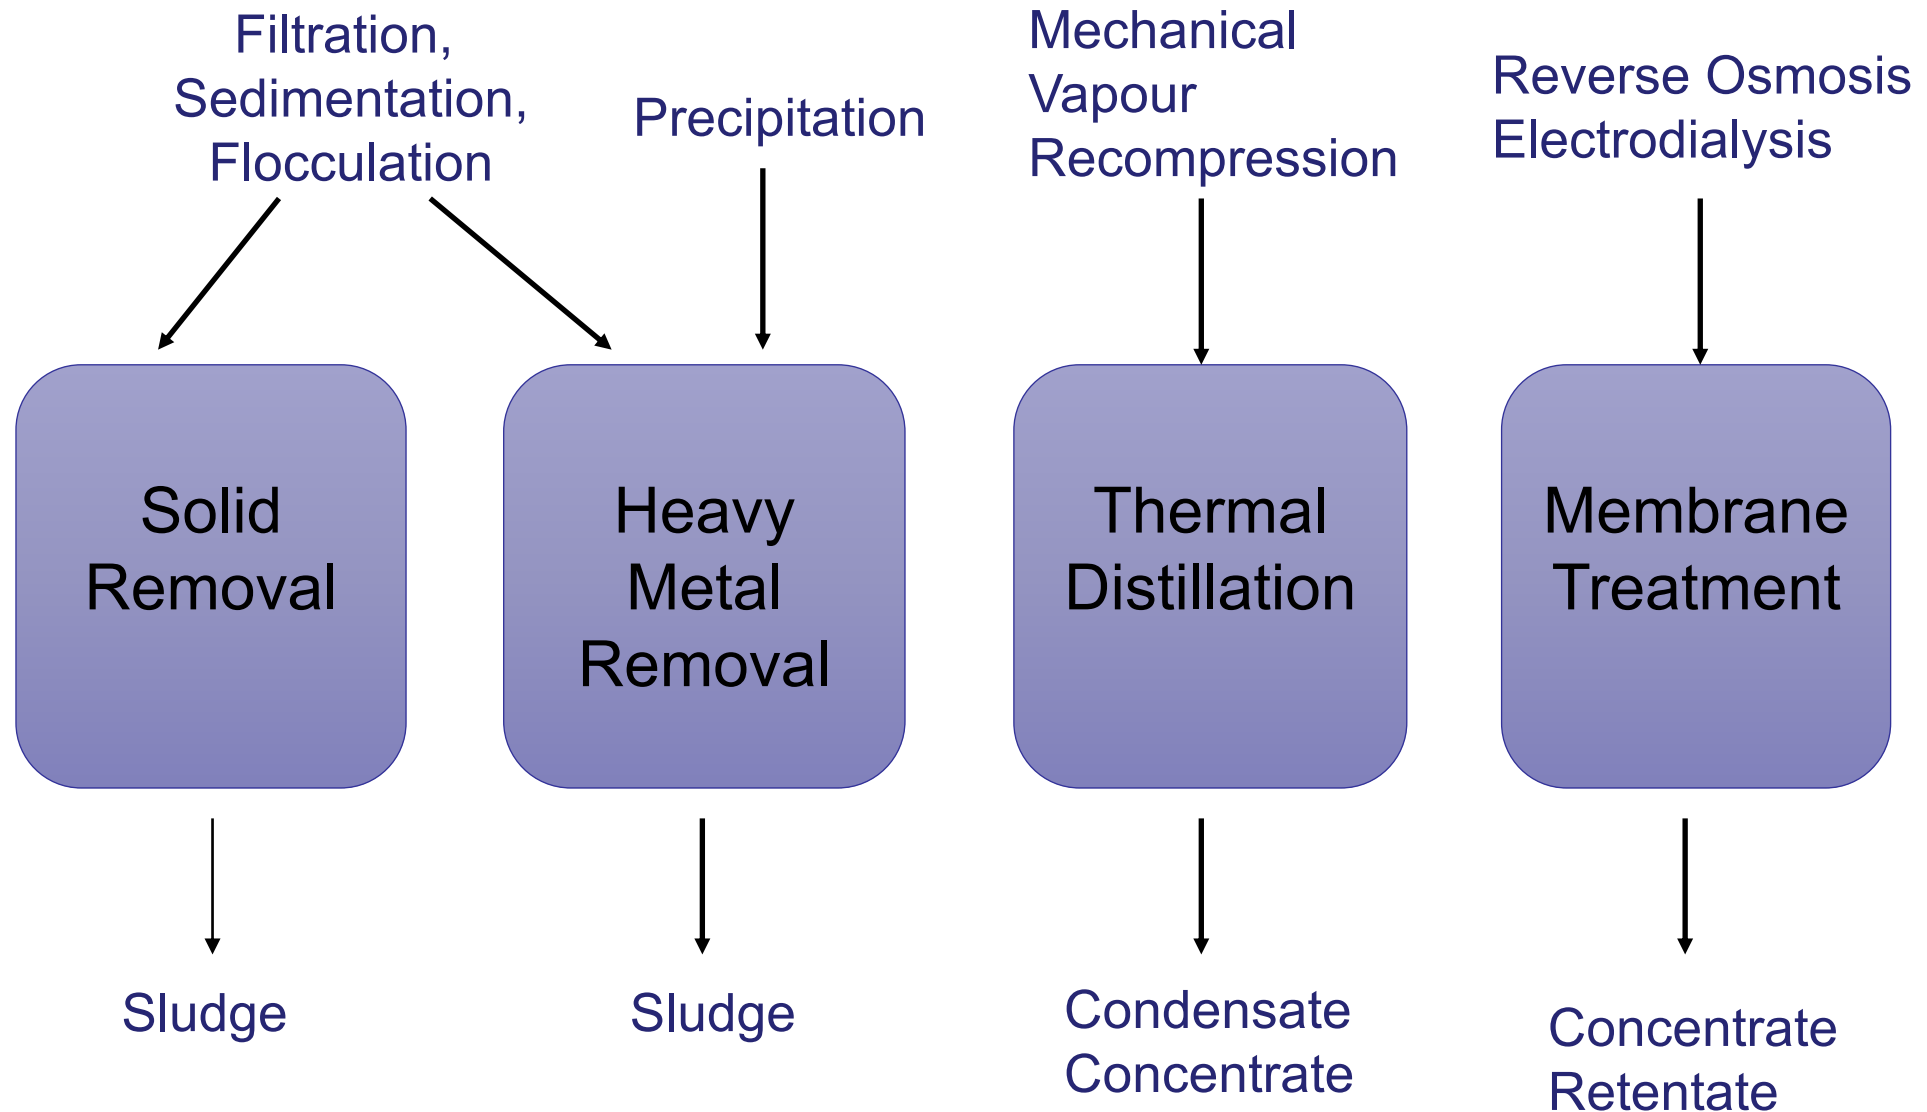 Filtration,
Sedimentation,
Flocculation
Precipitation
Mechanical
Vapour
Recompression
Reverse Osmosis
Electrodialysis
Solid
Removal
Heavy
Metal
Removal
Thermal
Distillation
Membrane
Treatment
Sludge
Sludge
Condensate
Concentrate
Concentrate
Retentate